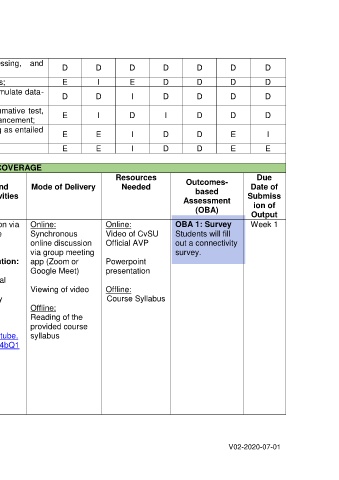 essing, and
D D D D D D D
s;
E I E D D D D
mulate data-
D D I D D D D
mative test,
ancement;
E I D I D D D
g as entailed
E E I D D E I
E E I D D E E
COVERAGE
nd
vities
Mode of Delivery
Resources
Needed
Outcomes-
based
Assessment
(OBA)
Due
Date of
Submiss
ion of
Output
on via
e
ution:
al
y
tube.
4bQ1
Online:
Synchronous
online discussion
via group meeting
app (Zoom or
Google Meet)
Viewing of video
Offline:
Reading of the
provided course
syllabus
Online:
Video of CvSU
Official AVP
Powerpoint
presentation
Offline:
Course Syllabus
OBA 1: Survey
Students will fill
out a connectivity
survey.
Week 1
V02-2020-07-01